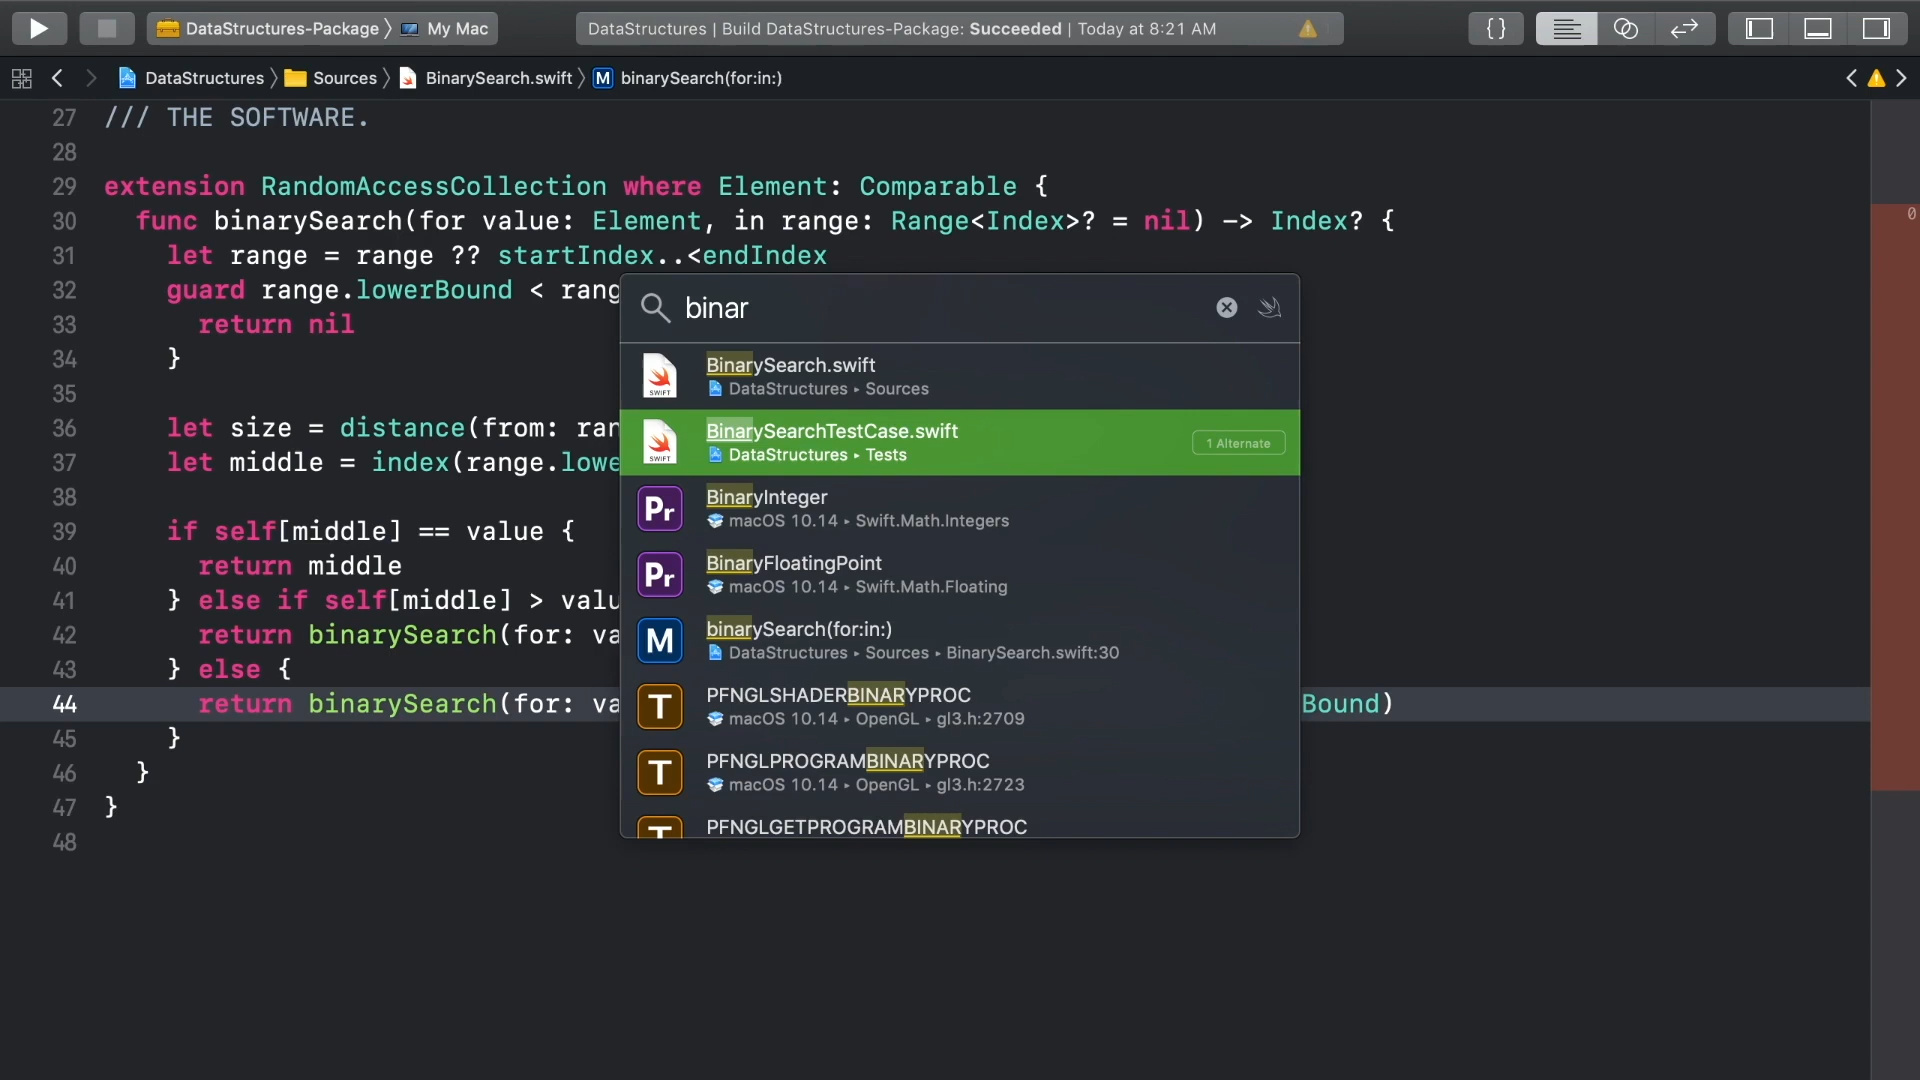 DataStructures-Package 〉 My Mac
DataStructures | Build DataStructures-Package: Succeeded | Today at 8:21 AM
{ }
DataStructures 〉 Sources 〉 BinarySearch.swift 〉 M binarySearch(for:in:)
27 /// THE SOFTWARE.
28
29 extension RandomAccessCollection where Element: Comparable {
30 func binarySearch(for value: Element, in range: Range<Index>? = nil) -> Index? {
31 let range = range ?? startIndex..<endIndex
32 guard range.lowerBound < rang
33 return nil
34 }
35
36 let size = distance(from: ran
37 let middle = index(range.lowe
38
39 if self[middle] == value {
40 return middle
41 } else if self[middle] > valu
42 return binarySearch(for: va
43 } else {
44 return binarySearch(for: va Bound)
45 }
46 }
47 }
48
0
binar
SWIFT
BinarySearch.swift
DataStructures ▸ Sources
SWIFT
BinarySearchTestCase.swift
DataStructures ▸ Tests
1 Alternate
Pr
BinaryInteger
macOS 10.14 ▸ Swift.Math.Integers
Pr
BinaryFloatingPoint
macOS 10.14 ▸ Swift.Math.Floating
M
binarySearch(for:in:)
DataStructures ▸ Sources ▸ BinarySearch.swift:30
T
PFNGLSHADERBINARYPROC
macOS 10.14 ▸ OpenGL ▸ gl3.h:2709
T
PFNGLPROGRAMBINARYPROC
macOS 10.14 ▸ OpenGL ▸ gl3.h:2723
T
PFNGLGETPROGRAMBINARYPROC